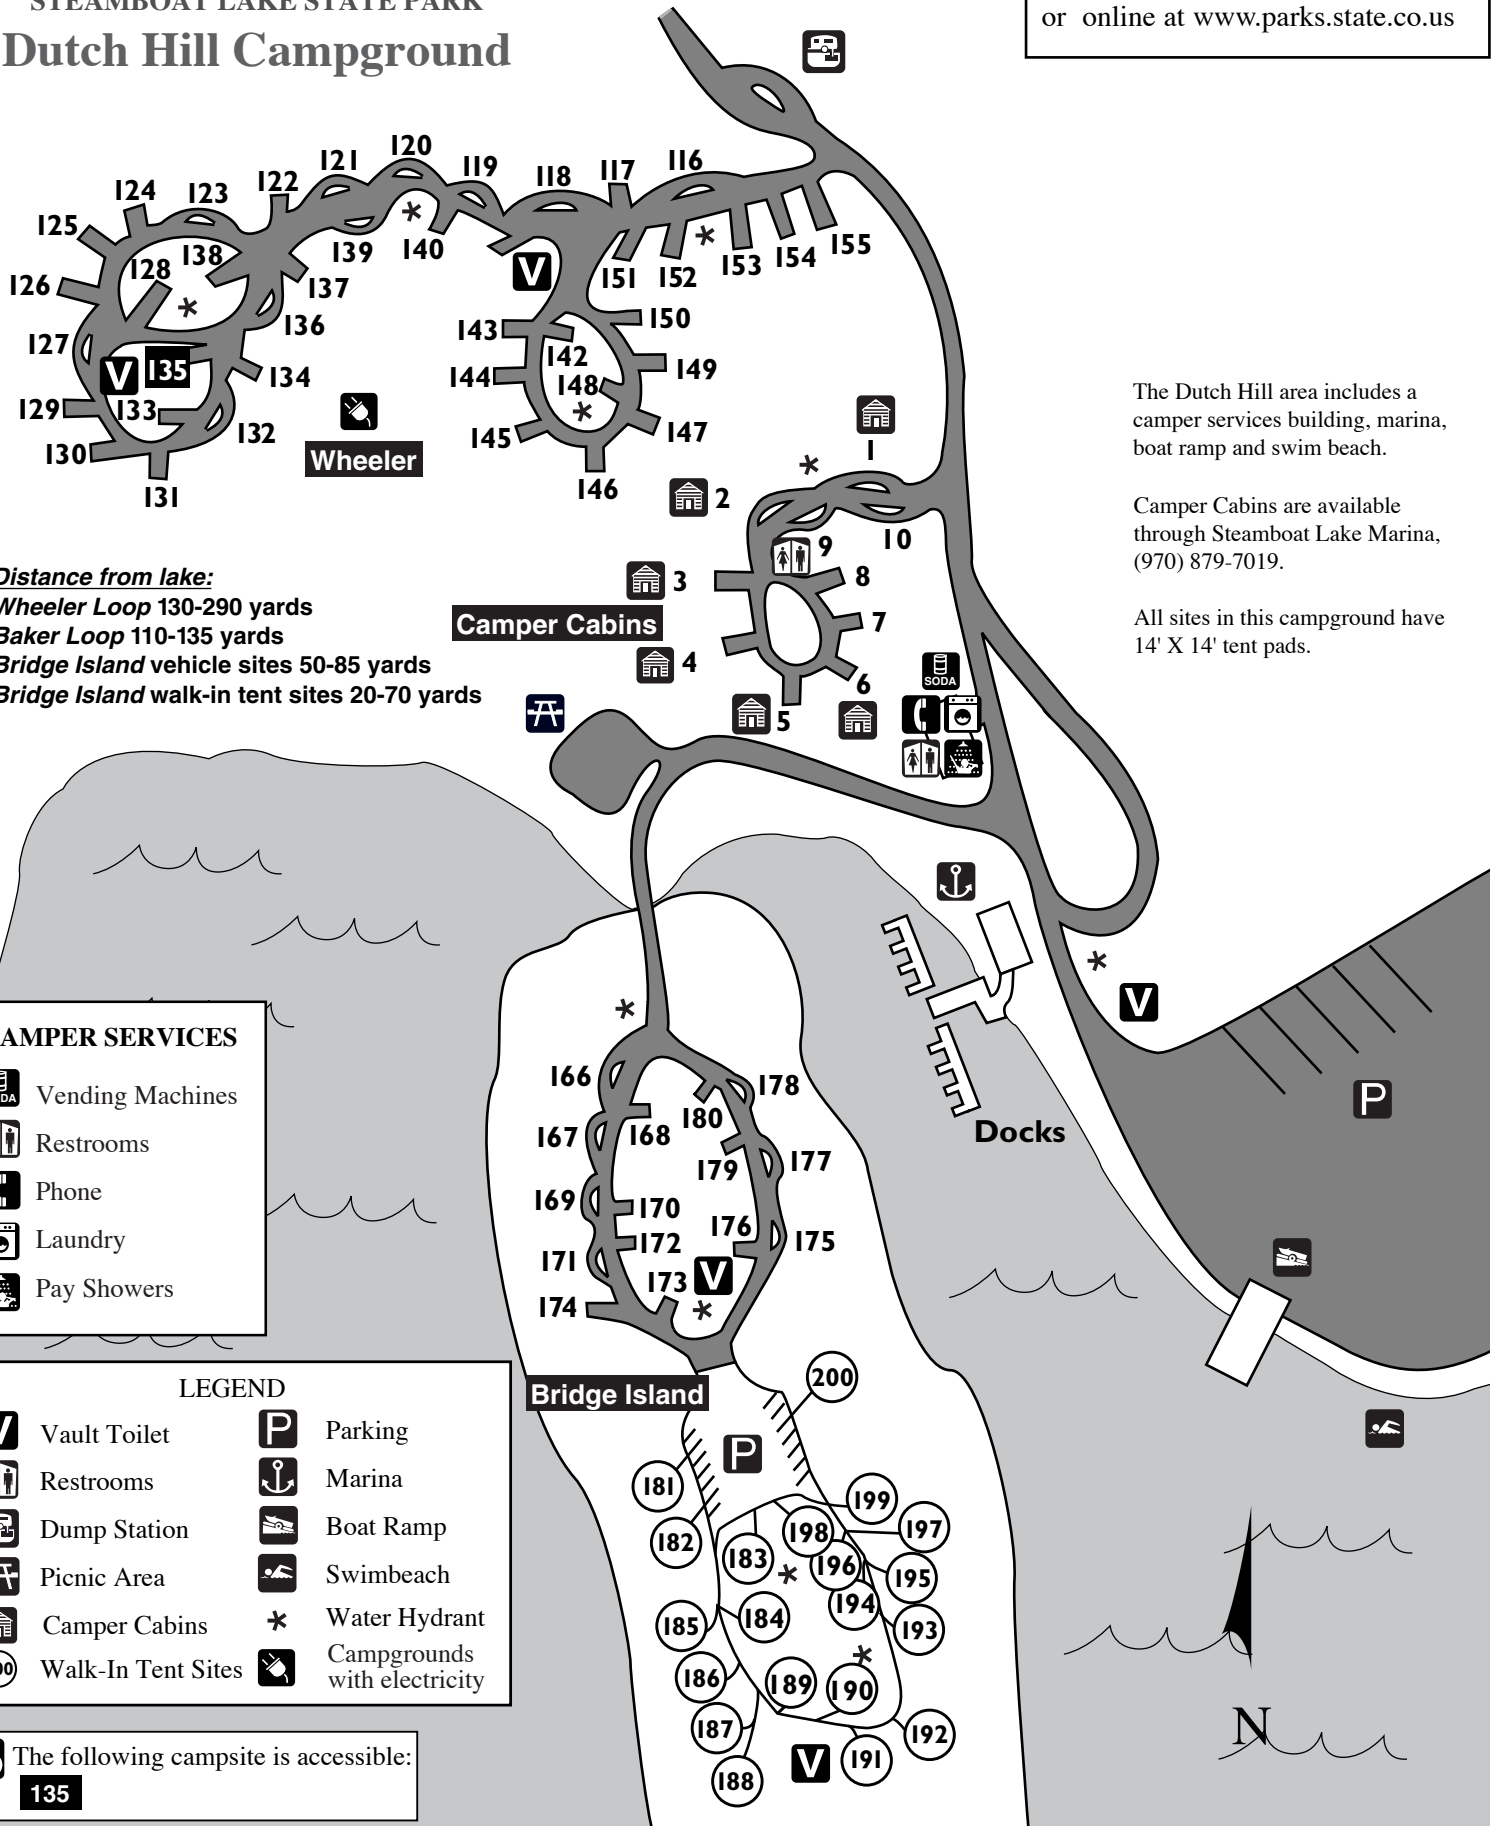 STEAMBOAT LAKE STATE PARK
Dutch Hill Campground
or online at www.parks.state.co.us
116
117
118
119
120
121
122
123
124
125
126
127
128
129
130
131
132
133
134
135
136
137
138
139
140
142
143
144
145
146
147
148
149
150
151
152
153
154
155
V
V
Wheeler
1
2
3
4
5
6
7
8
9
10
Camper Cabins
SODA
The Dutch Hill area includes a
camper services building, marina,
boat ramp and swim beach.
Camper Cabins are available
through Steamboat Lake Marina,
(970) 879-7019.
All sites in this campground have
14' X 14' tent pads.
Distance from lake:
Wheeler Loop 130-290 yards
Baker Loop 110-135 yards
Bridge Island vehicle sites 50-85 yards
Bridge Island walk-in tent sites 20-70 yards
V
P
Docks
166
167
168
169
170
171
172
173
174
175
176
177
178
179
180
V
Bridge Island
P
181
182
183
184
185
186
187
188
189
190
191
192
193
194
195
196
197
198
199
200
V
N
AMPER SERVICES
DA
Vending Machines
Restrooms
Phone
Laundry
Pay Showers
LEGEND
V Vault Toilet
Restrooms
Dump Station
Picnic Area
Camper Cabins
00 Walk-In Tent Sites
P Parking
Marina
Boat Ramp
Swimbeach
Water Hydrant
Campgrounds
with electricity
The following campsite is accessible:
135